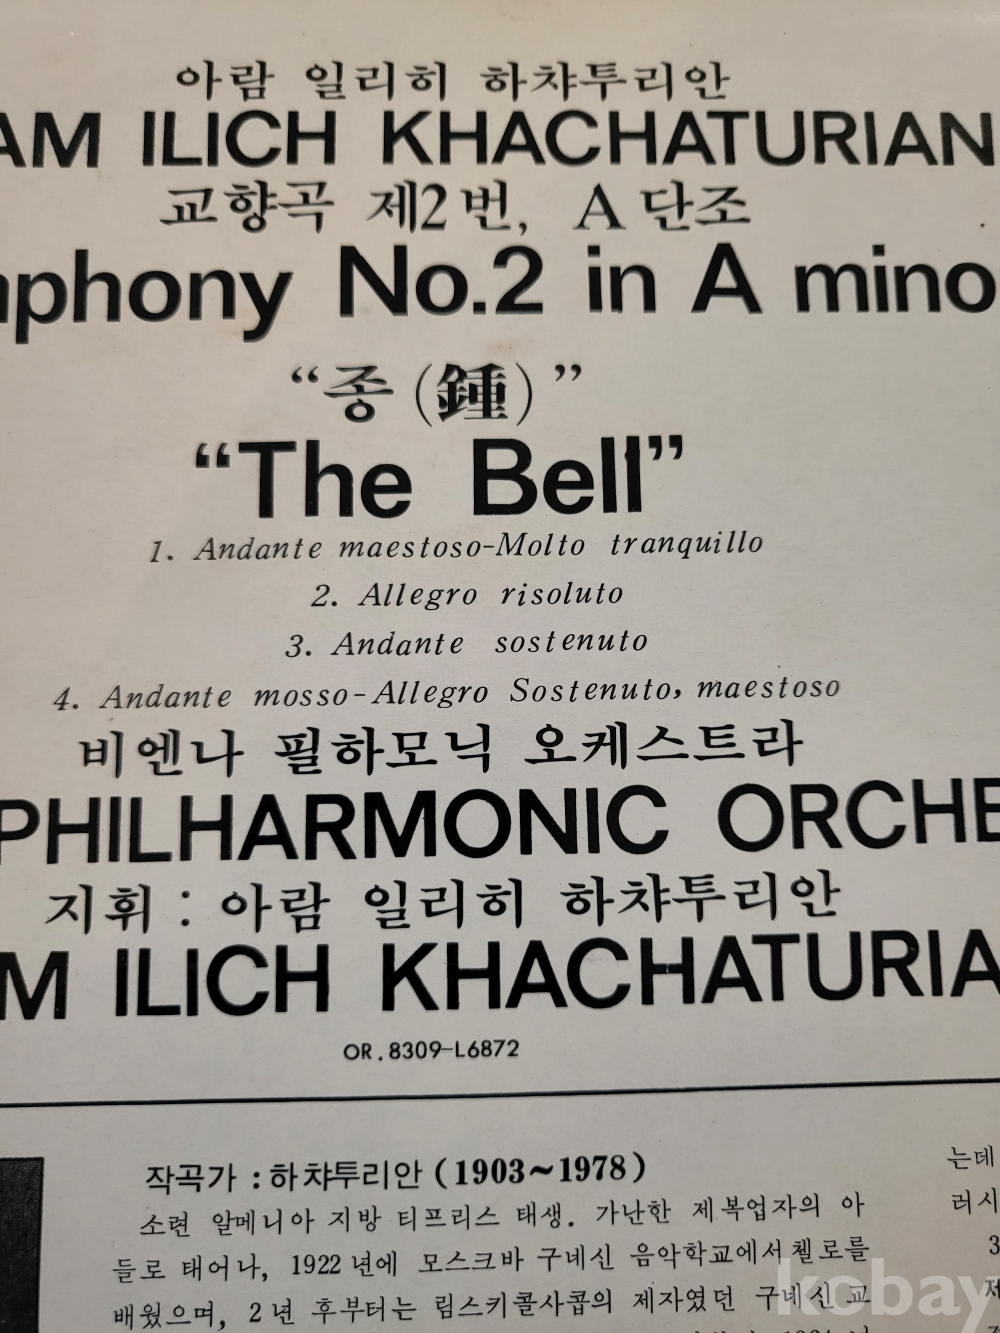 아람 일리히 하챠투리안
AM ILICH KHACHATURIAN
교향곡 제2번, A단조
phony No.2 in A mino
“종(鍾)”
“The Bell”
1. Andante maestoso-Molto tranquillo
2. Allegro risoluto
3. Andante sostenuto
4. Andante mosso-Allegro Sostenuto, maestoso
비엔나 필하모닉 오케스트라
PHILHARMONIC ORCHE
지휘 : 아람 일리히 하챠투리안
M ILICH KHACHATURIA
OR.8309-L6872
작곡가 : 하챠투리안 (1903~1978)
소련 알메니아 지방 티프리스 태생. 가난한 제복업자의 아
들로 태어나, 1922년에 모스크바 구네신 음악학교에서 첼로를
배웠으며, 2년 후부터는 림스키콜사콥의 제자였던 구네신 교
는데
러시
3
제
kobay